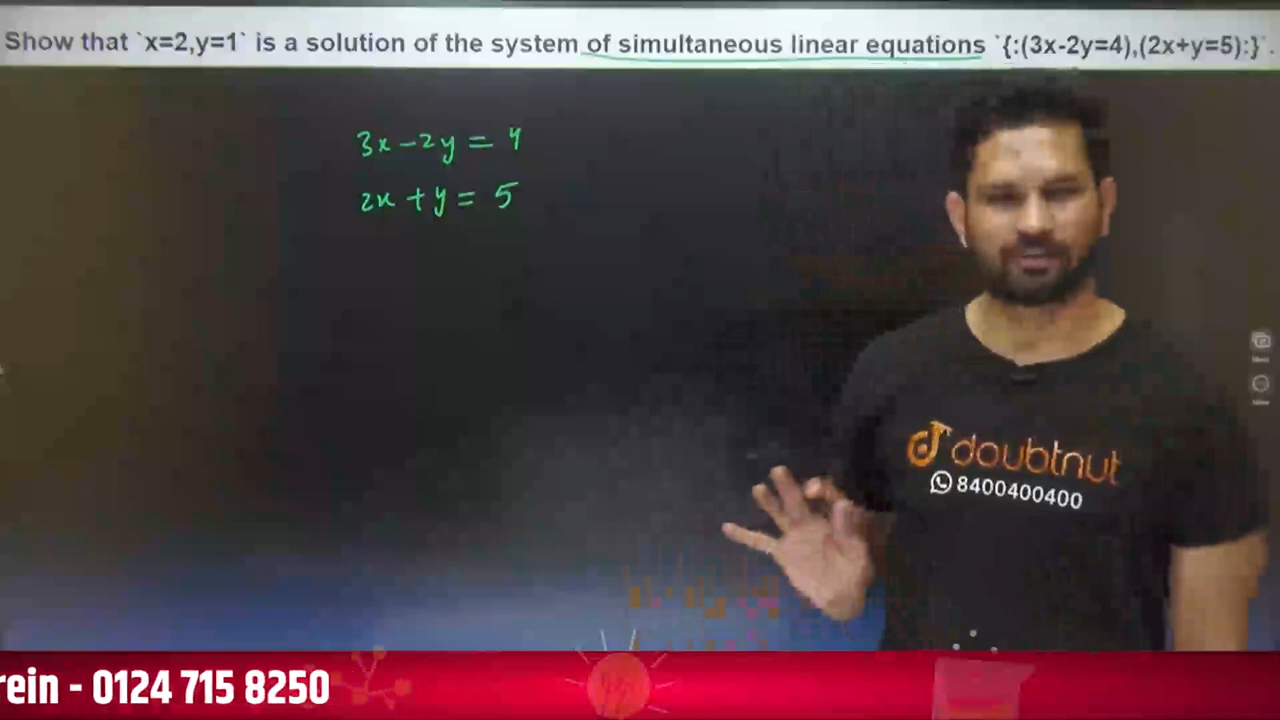 Show that `x=2,y=1` is a solution of the system of simultaneous linear equations `{:(3x-2y=4),(2x+y=5):}`.
3x-2y = 4
2x + y = 5
doubtnut
8400400400
rein - 0124 715 8250